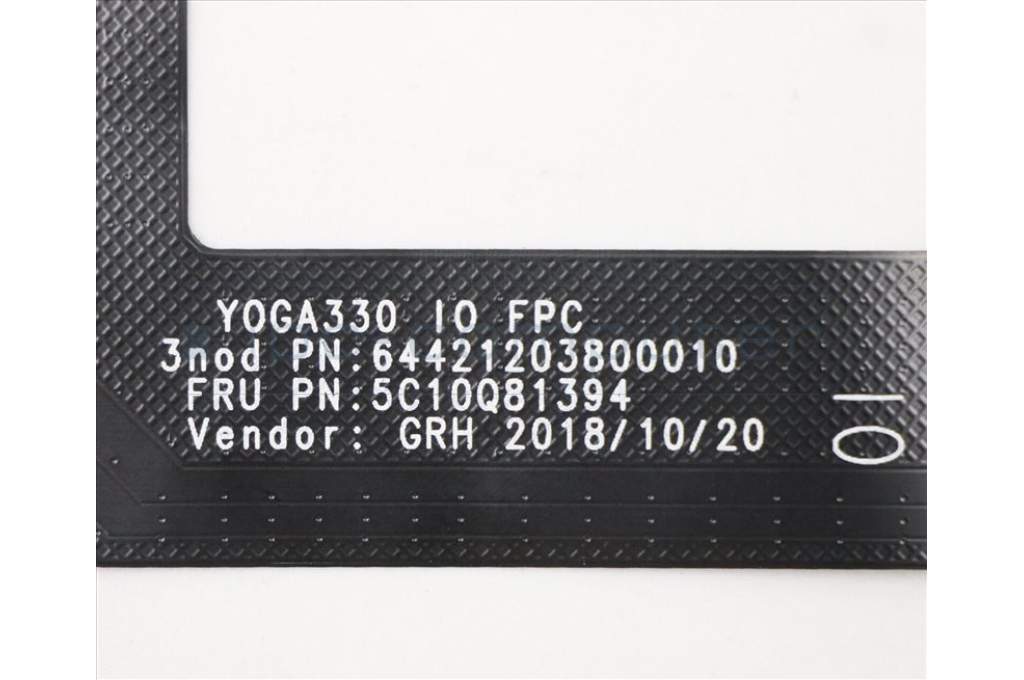 YOGA330 IO FPC
3nod PN:64421203800010
FRU PN:5C10Q81394
Vendor: GRH 2018/10/20
IO